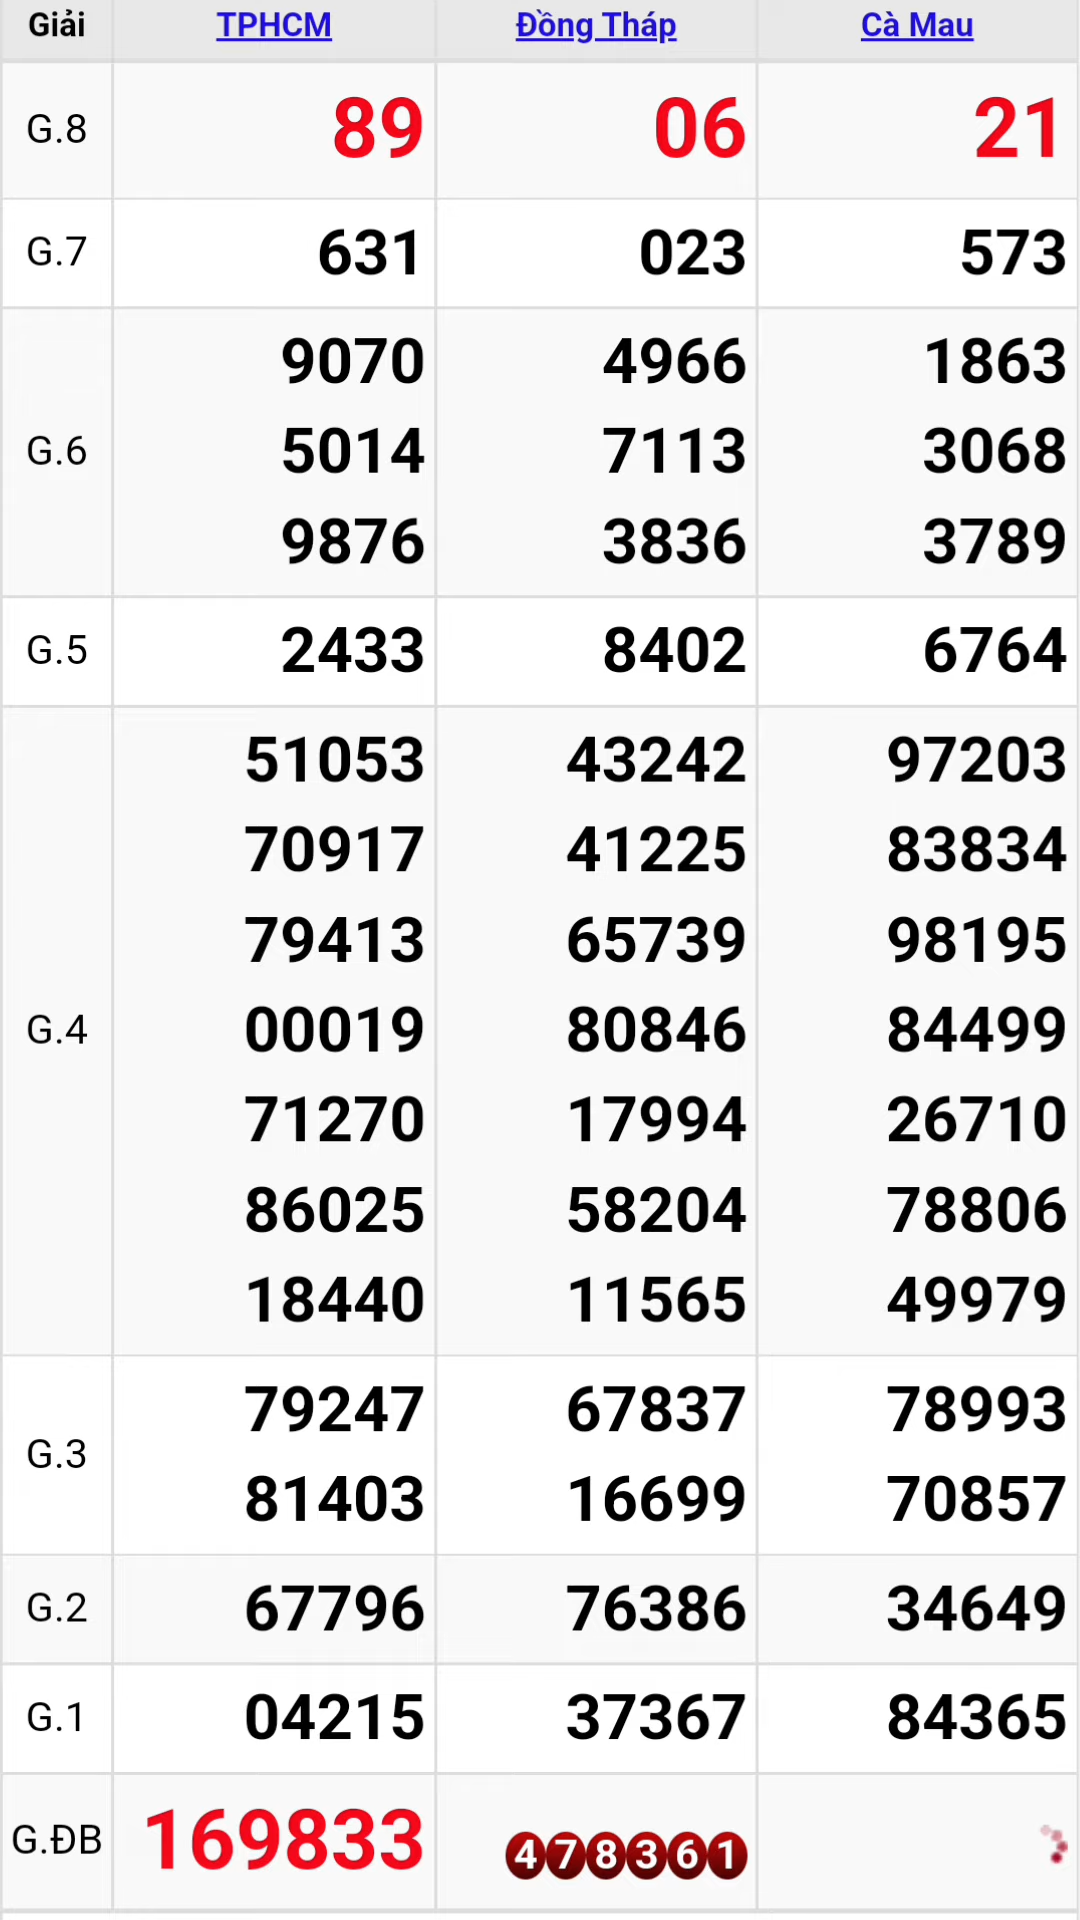 Giải TPHCM Đồng Tháp Cà Mau
G.8 89 06 21
G.7 631 023 573
9070 4966 1863
G.6 5014 7113 3068
9876 3836 3789
G.5 2433 8402 6764
51053 43242 97203
70917 41225 83834
79413 65739 98195
G.4 00019 80846 84499
71270 17994 26710
86025 58204 78806
18440 11565 49979
G.3
79247 67837 78993
81403 16699 70857
G.2 67796 76386 34649
G.1 04215 37367 84365
G.ĐB 169833 478361